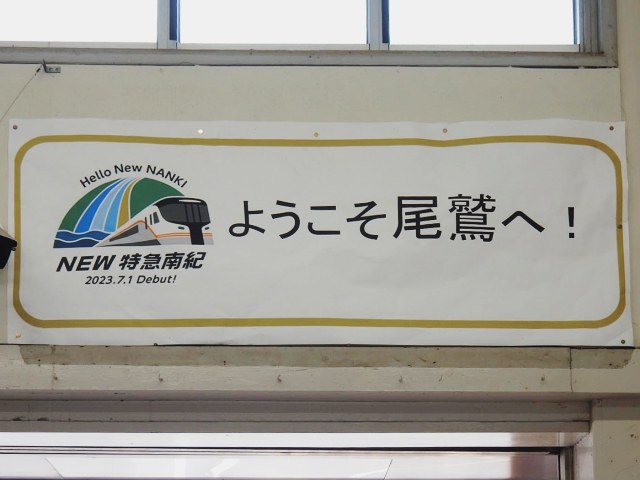 Hello New NANKI
NEW 特急南紀
2023.7.1 Debut!
ようこそ尾鷲へ！